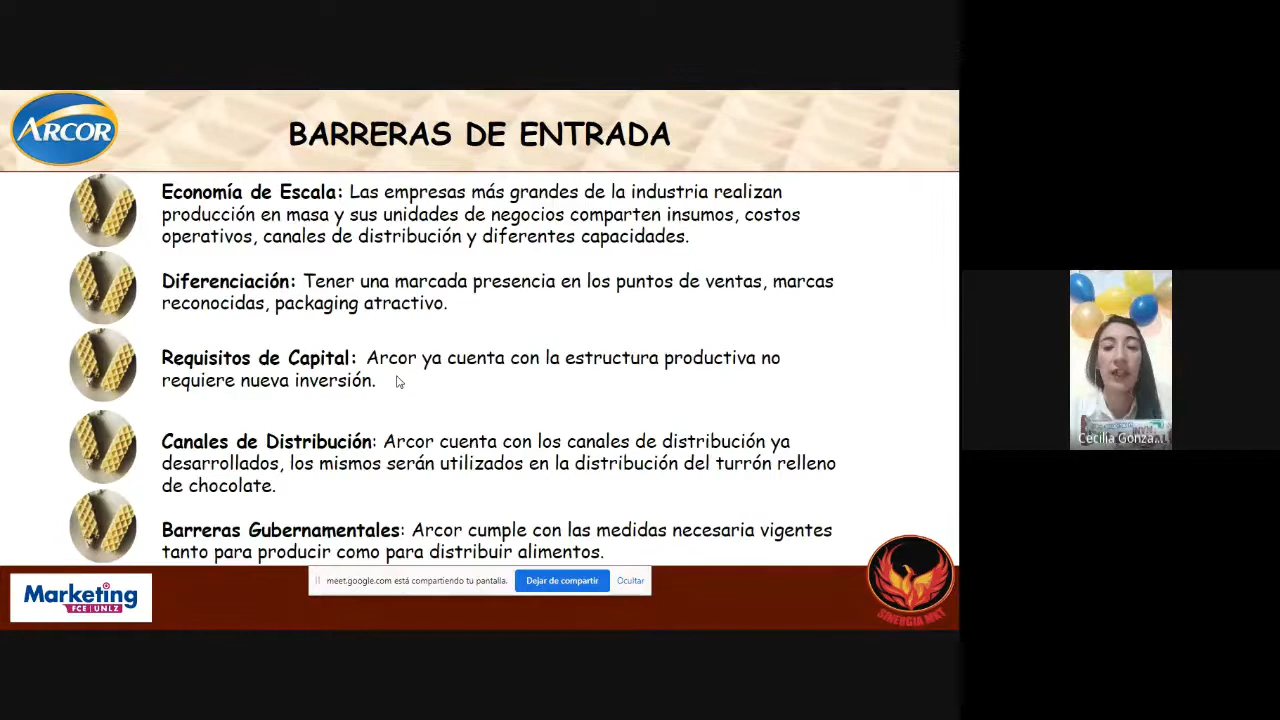 ARCOR
BARRERAS DE ENTRADA
Economía de Escala: Las empresas más grandes de la industria realizan
producción en masa y sus unidades de negocios comparten insumos, costos
operativos, canales de distribución y diferentes capacidades.
Diferenciación: Tener una marcada presencia en los puntos de ventas, marcas
reconocidas, packaging atractivo.
Requisitos de Capital: Arcor ya cuenta con la estructura productiva no
requiere nueva inversión.
Canales de Distribución: Arcor cuenta con los canales de distribución ya
desarrollados, los mismos serán utilizados en la distribución del turrón relleno
de chocolate.
Barreras Gubernamentales: Arcor cumple con las medidas necesaria vigentes
tanto para producir como para distribuir alimentos.
meet.google.com está compartiendo tu pantalla.
Dejar de compartir
Ocultar
Marketing
FCE|UNLZ
SINERGIA MKT
Cecilia Gonza...